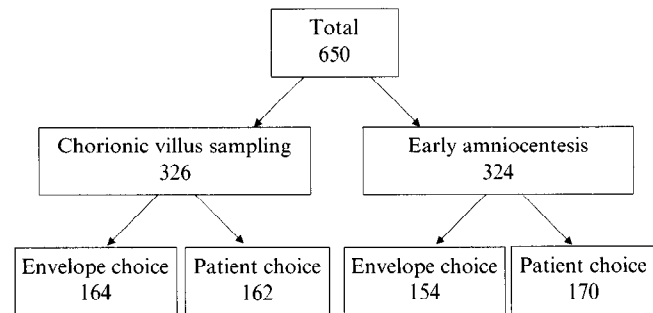 Total
650
Chorionic villus sampling
326
Early amniocentesis
324
Envelope choice
164
Patient choice
162
Envelope choice
154
Patient choice
170